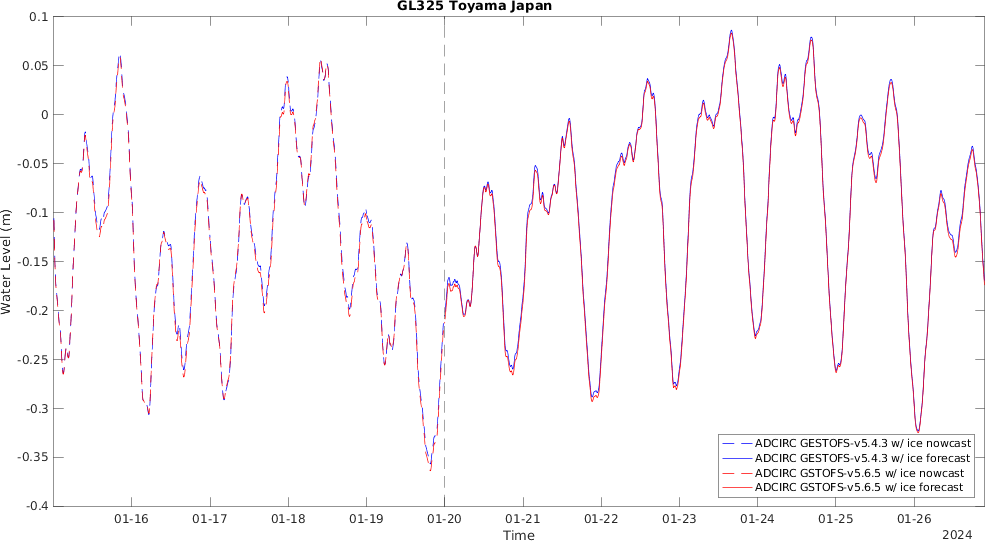 GL325 Toyama Japan
0.1
0.05
0
-0.05
-0.1
-0.15
-0.2
-0.25
-0.3
-0.35
-0.4
Water Level (m)
ADCIRC GESTOFS-v5.4.3 w/ ice nowcast
ADCIRC GESTOFS-v5.4.3 w/ ice forecast
ADCIRC GSTOFS-v5.6.5 w/ ice nowcast
ADCIRC GSTOFS-v5.6.5 w/ ice forecast
01-16 01-17 01-18 01-19 01-20 01-21 01-22 01-23 01-24 01-25 01-26
Time
2024